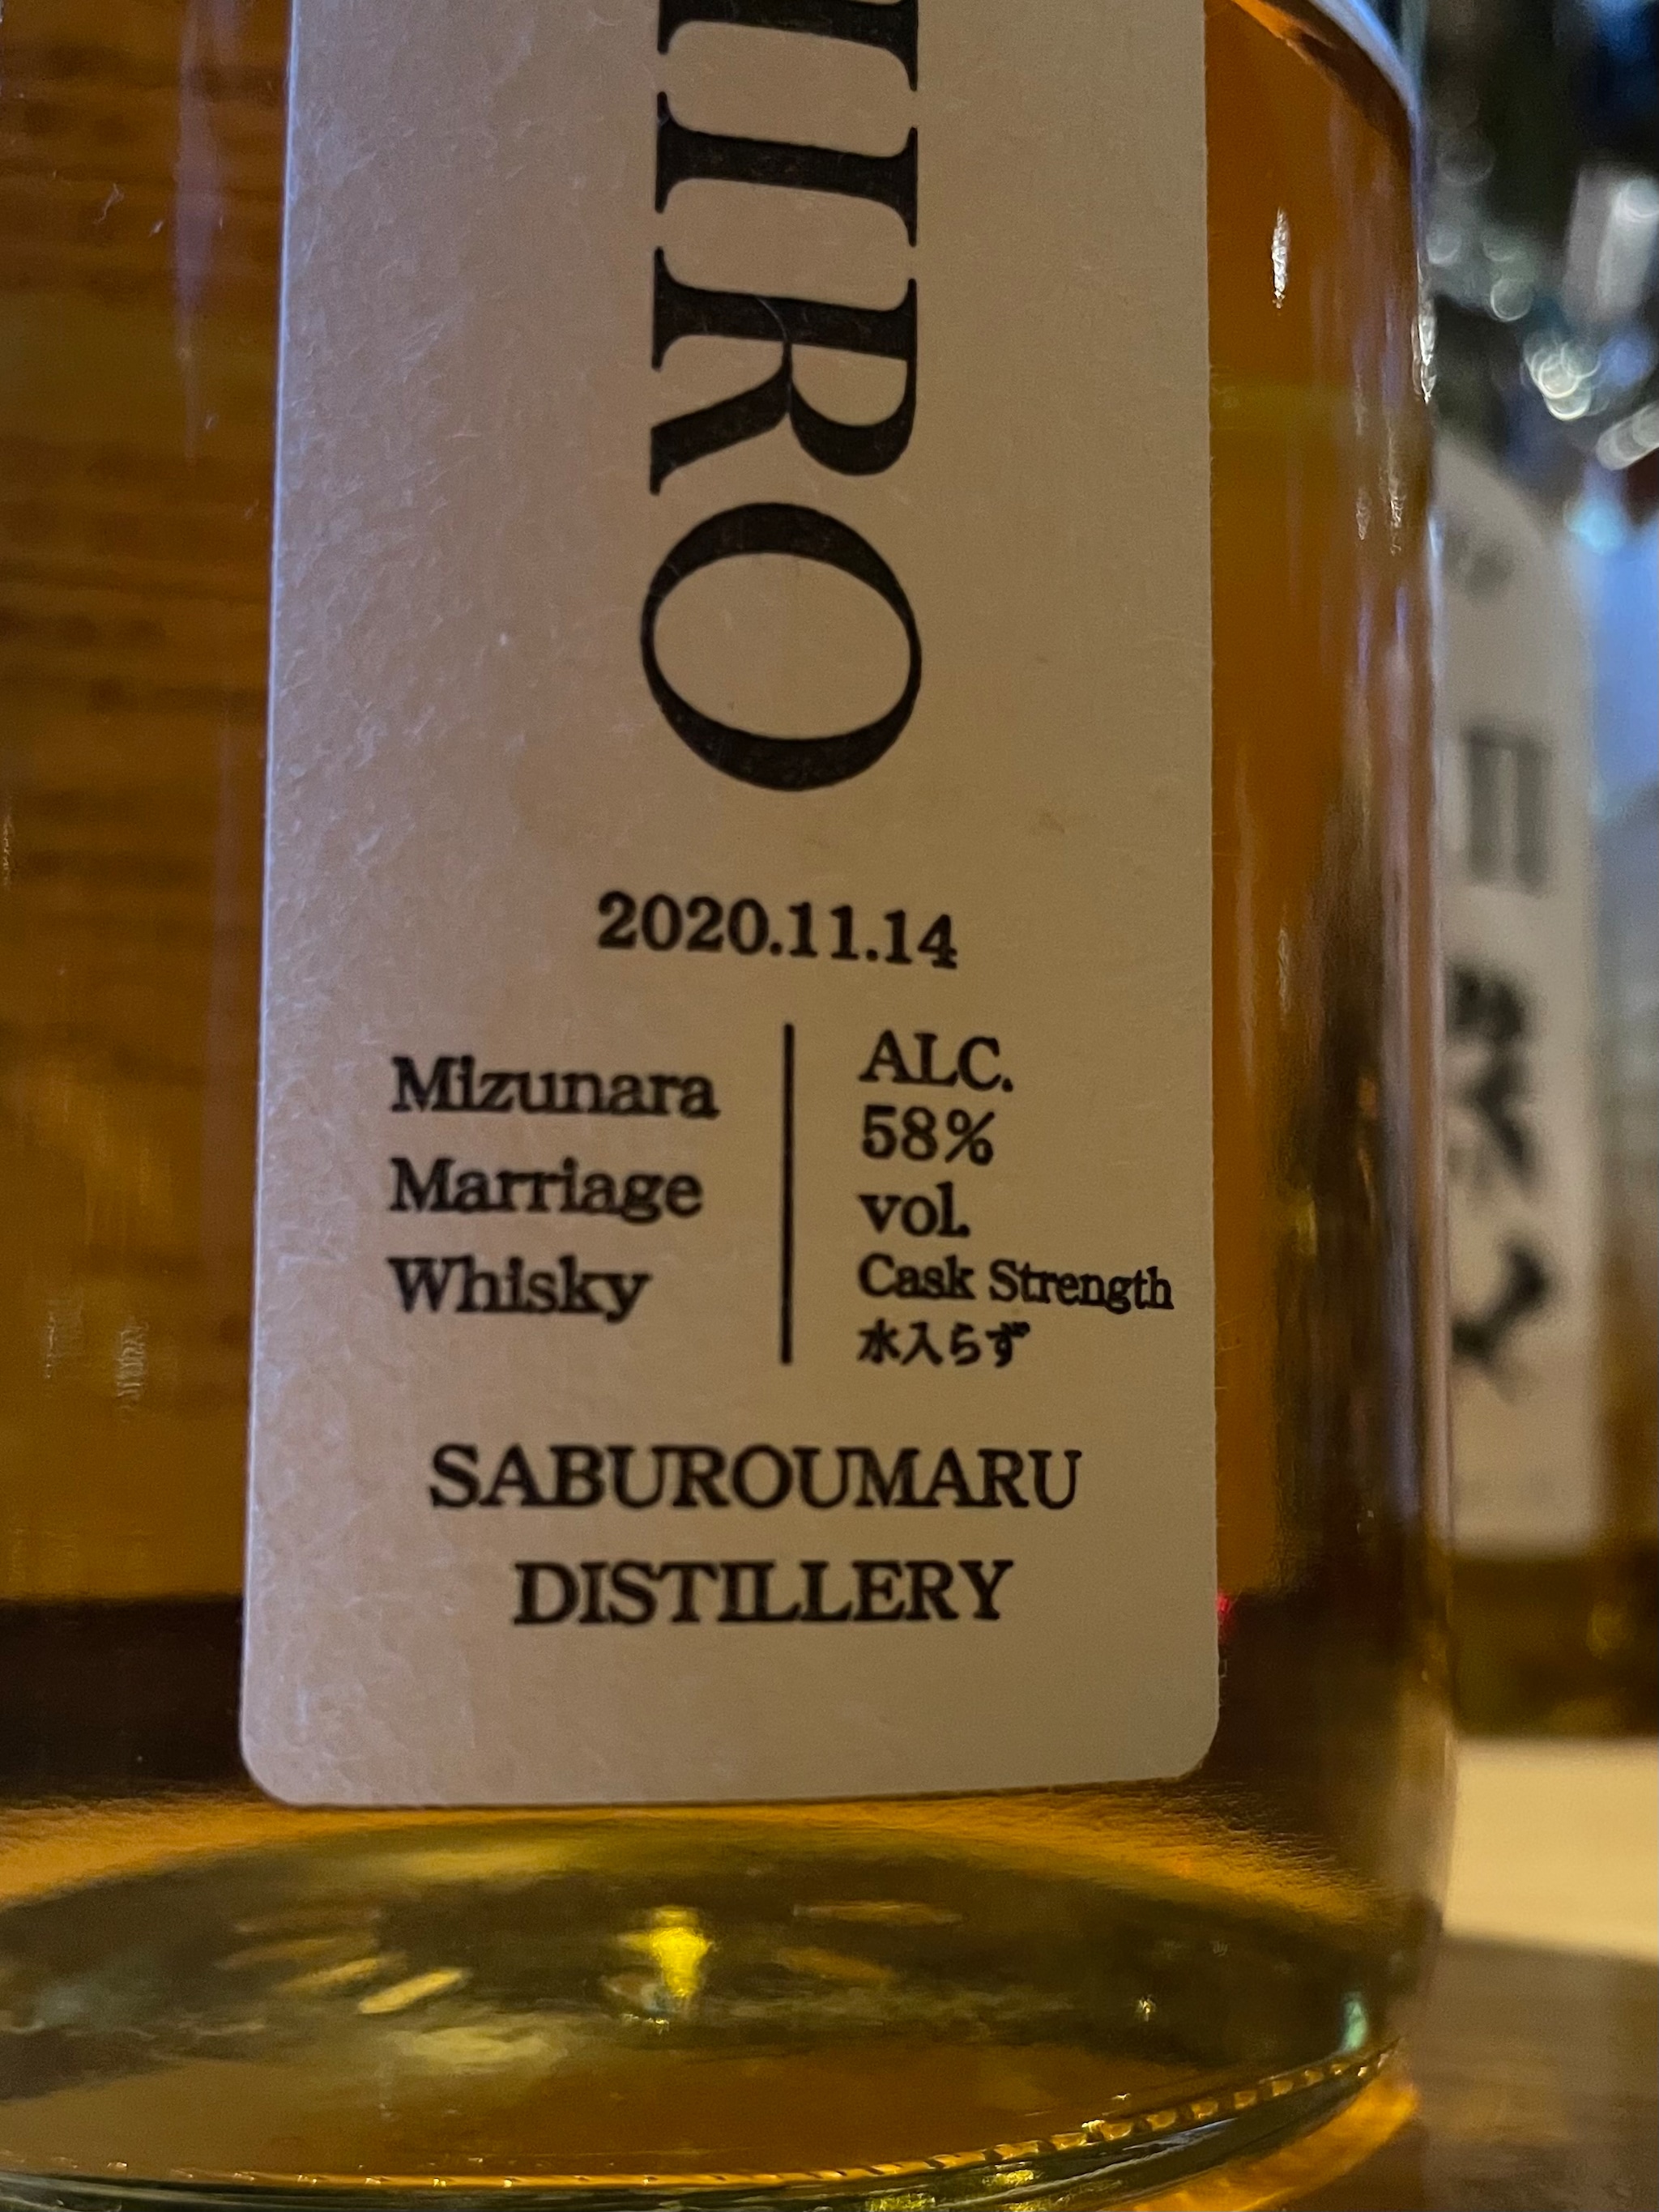 IIRO
2020.11.14
Mizunara
Marriage
Whisky
ALC.
58%
vol.
Cask Strength
水入らず
SABUROUMARU
DISTILLERY